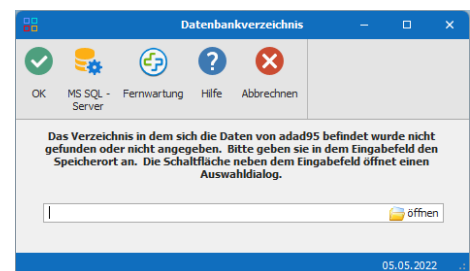 Datenbankverzeichnis
OK
MS SQL -
Server
Fernwartung
Hilfe
Abbrechnen
Das Verzeichnis in dem sich die Daten von adad95 befindet wurde nicht
gefunden oder nicht angegeben. Bitte geben sie in dem Eingabefeld den
Speicherort an. Die Schaltfläche neben dem Eingabefeld öffnet einen
Auswahldialog.
öffnen
05.05.2022